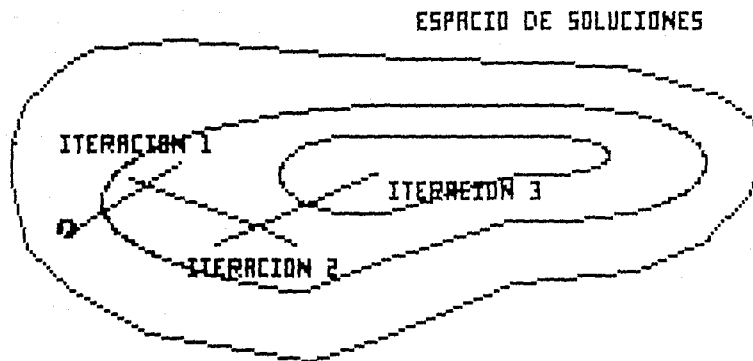 ESPACIO DE SOLUCIONES
ITERACION 1
ITERACION 3
ITERACION 2